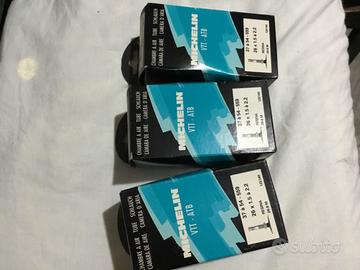 CHAMBRE A AIR TUBE SCHLAUCH
CAMARA DE AIRE CAMERA D'ARIA
MICHELIN
VTT - ATB
37 à 54 - 559
26 x 1.5 à 2.2
CHAMBRE A AIR TUBE SCHLAUCH
CAMARA DE AIRE CAMERA D'ARIA
MICHELIN
VTT - ATB
37 à 54 - 559
26 x 1.5 à 2.2
CHAMBRE A AIR TUBE SCHLAUCH
CAMARA DE AIRE CAMERA D'ARIA
MICHELIN
VTT - ATB
37 à 54 - 559
26 x 1.5 à 2.2
subito